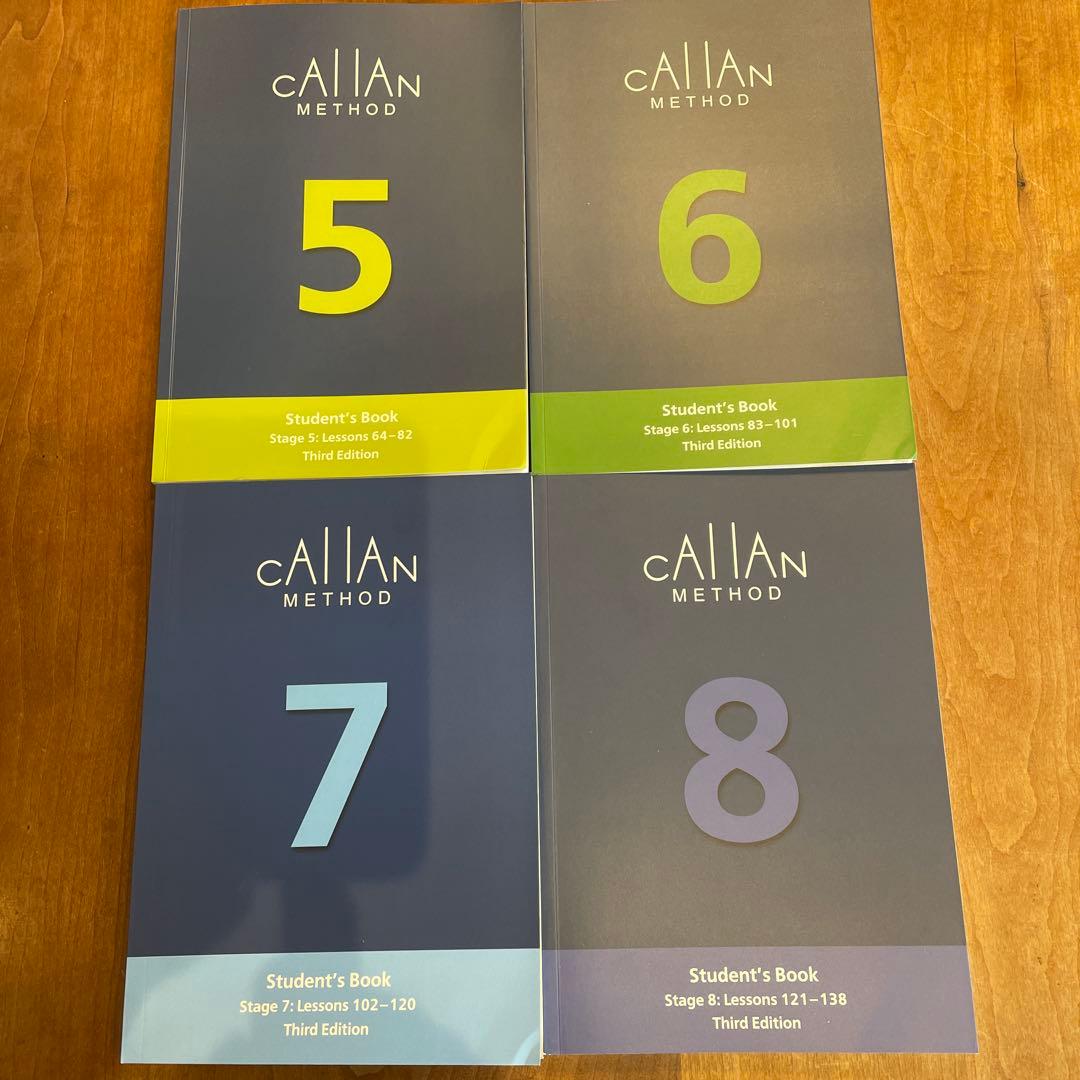 CALLAN
METHOD
5
Student's Book
Stage 5: Lessons 64–82
Third Edition
CALLAN
METHOD
6
Student's Book
Stage 6: Lessons 83–101
Third Edition
CALLAN
METHOD
7
Student's Book
Stage 7: Lessons 102–120
Third Edition
CALLAN
METHOD
8
Student's Book
Stage 8: Lessons 121–138
Third Edition